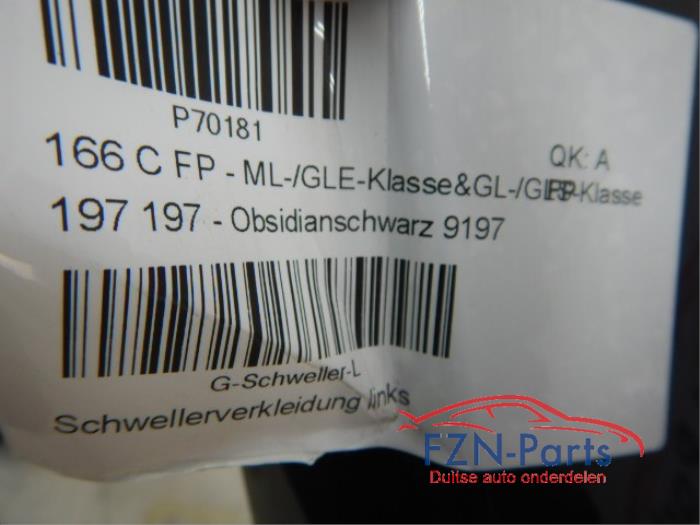 P70181
166 C FP - ML-/GLE-Klasse&GL-/GLS-Klasse
QK: A
FP
197 197 - Obsidianschwarz 9197
G-Schweller-L
Schwellerverkleidung links
FZN-Parts
Duitse auto onderdelen